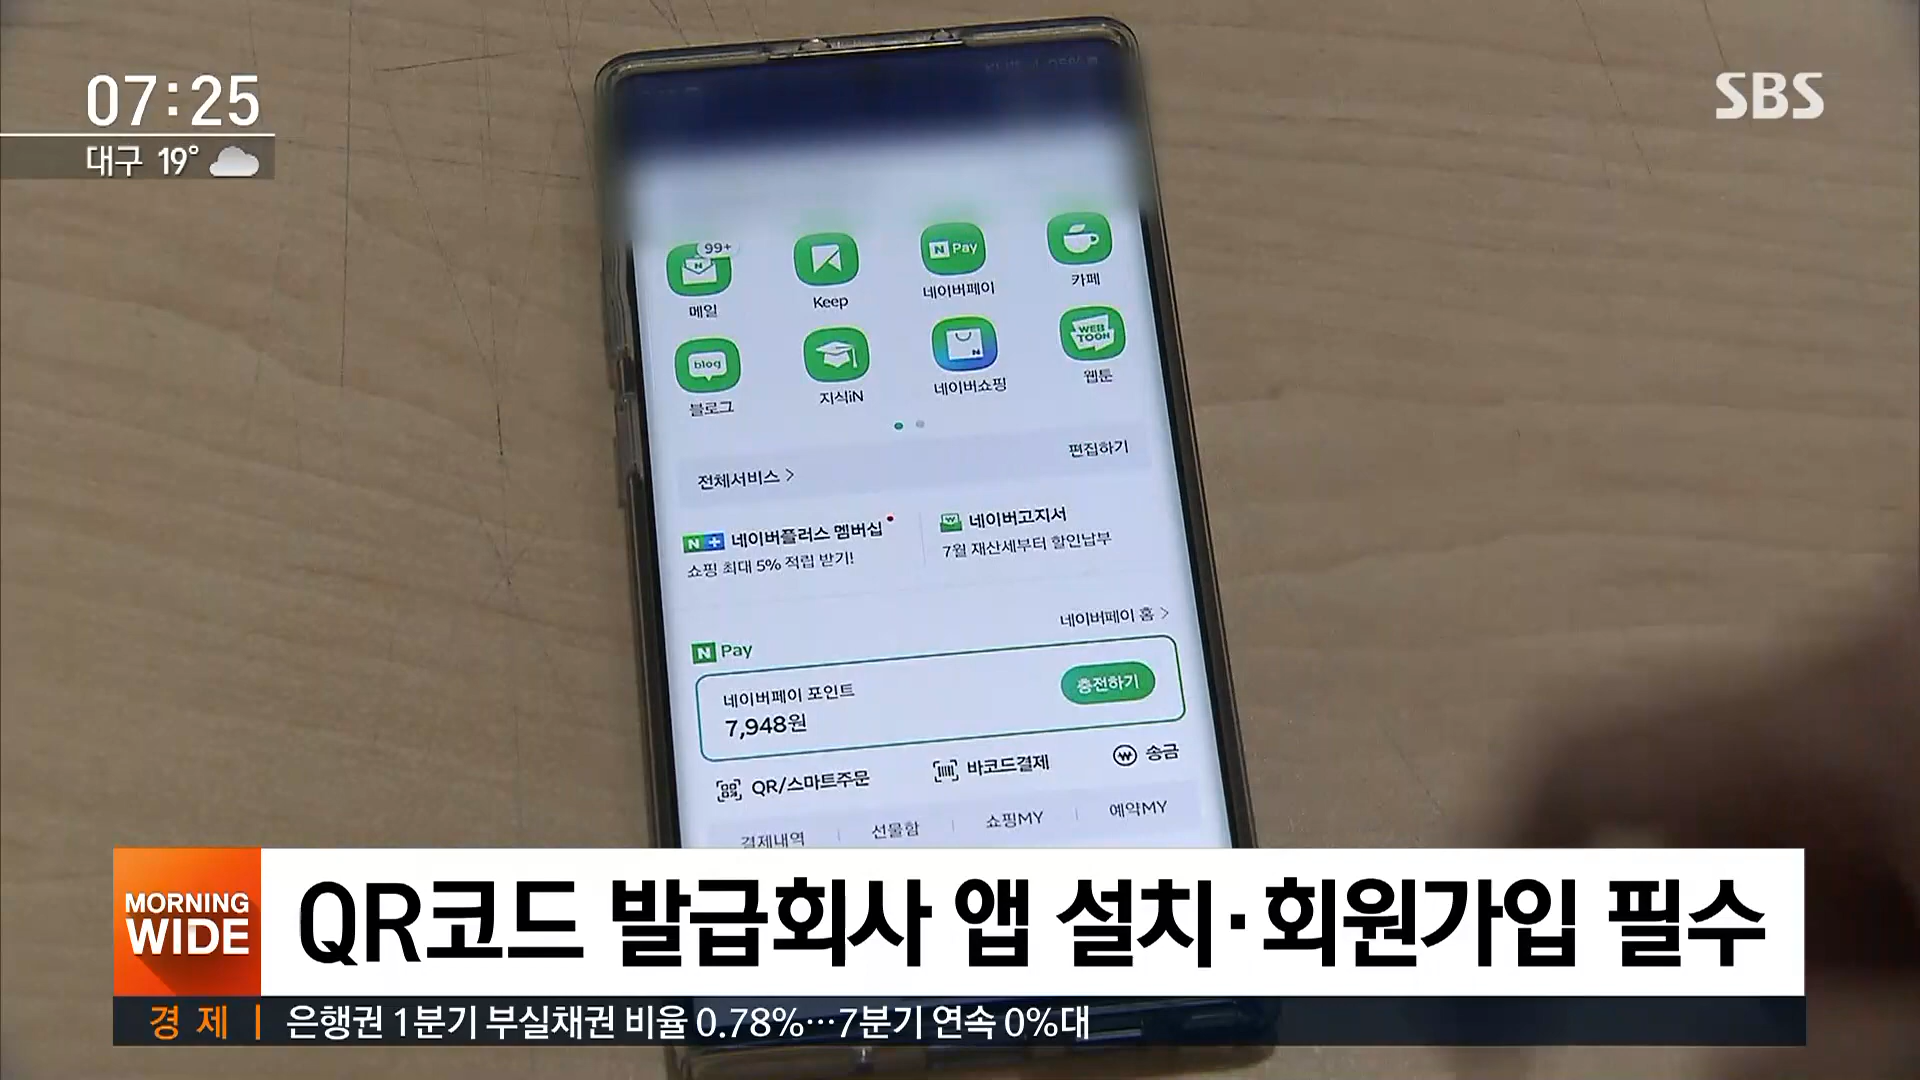 07:25
SBS
대구 19°
99+
메일
Keep
N Pay
네이버페이
카페
blog
블로그
지식iN
N
네이버쇼핑
WEB
TOON
웹툰
전체서비스 >
편집하기
N+ 네이버플러스 멤버십
쇼핑 최대 5% 적립 받기!
네이버고지서
7월 재산세부터 할인납부
네이버페이 홈 >
N Pay
네이버페이 포인트
7,948원
충전하기
QR/스마트주문
바코드결제
송금
결제내역
선물함
쇼핑MY
예약MY
MORNING
WIDE
QR코드 발급회사 앱 설치·회원가입 필수
경제 | 은행권 1분기 부실채권 비율 0.78%…7분기 연속 0%대